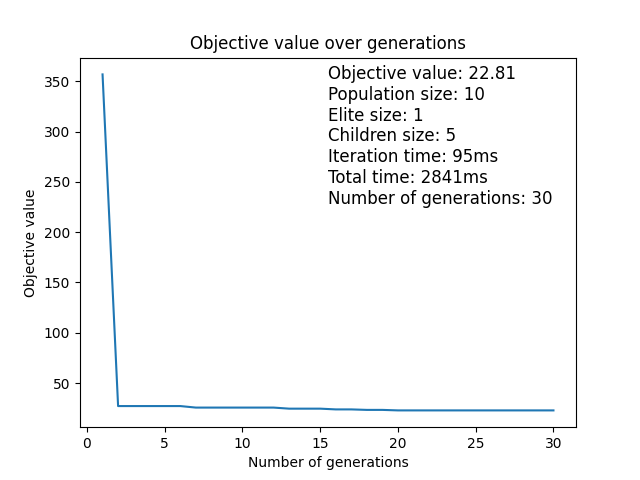 Objective value over generations
Objective value: 22.81
Population size: 10
Elite size: 1
Children size: 5
Iteration time: 95ms
Total time: 2841ms
Number of generations: 30
350
300
250
200
150
100
50
Objective value
0 5 10 15 20 25 30
Number of generations